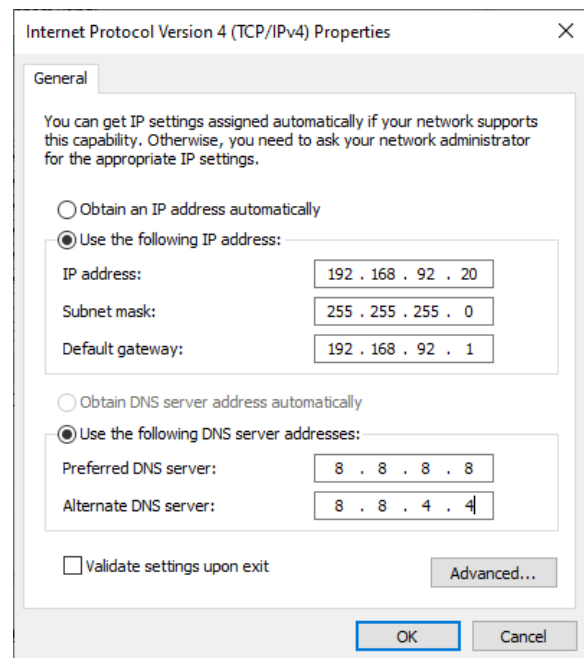 Internet Protocol Version 4 (TCP/IPv4) Properties
General
You can get IP settings assigned automatically if your network supports
this capability. Otherwise, you need to ask your network administrator
for the appropriate IP settings.
Obtain an IP address automatically
Use the following IP address:
IP address: 192 . 168 . 92 . 20
Subnet mask: 255 . 255 . 255 . 0
Default gateway: 192 . 168 . 92 . 1
Obtain DNS server address automatically
Use the following DNS server addresses:
Preferred DNS server: 8 . 8 . 8 . 8
Alternate DNS server: 8 . 8 . 4 . 4
Validate settings upon exit
Advanced...
OK Cancel